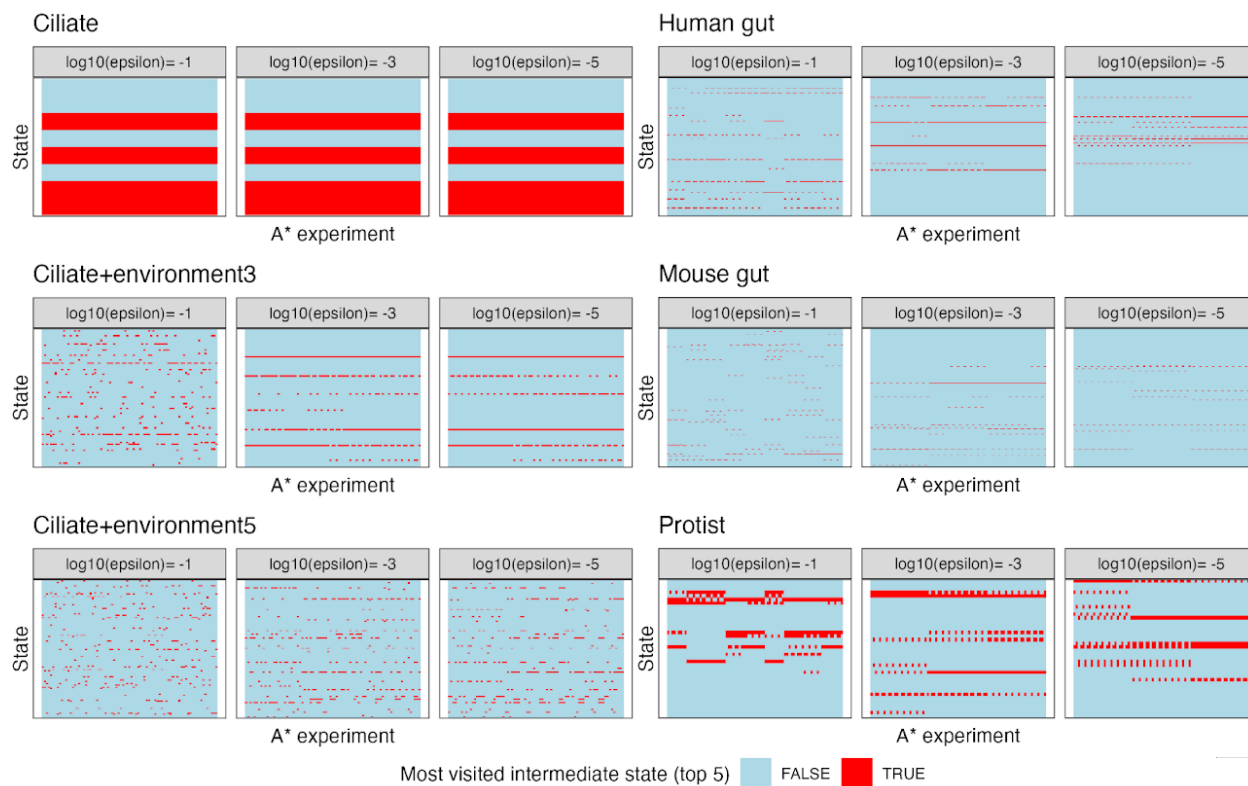 Ciliate
log10(epsilon)= -1
log10(epsilon)= -3
log10(epsilon)= -5
State
A* experiment
Human gut
log10(epsilon)= -1
log10(epsilon)= -3
log10(epsilon)= -5
State
A* experiment
Ciliate+environment3
log10(epsilon)= -1
log10(epsilon)= -3
log10(epsilon)= -5
State
A* experiment
Mouse gut
log10(epsilon)= -1
log10(epsilon)= -3
log10(epsilon)= -5
State
A* experiment
Ciliate+environment5
log10(epsilon)= -1
log10(epsilon)= -3
log10(epsilon)= -5
State
A* experiment
Protist
log10(epsilon)= -1
log10(epsilon)= -3
log10(epsilon)= -5
State
A* experiment
Most visited intermediate state (top 5) FALSE TRUE